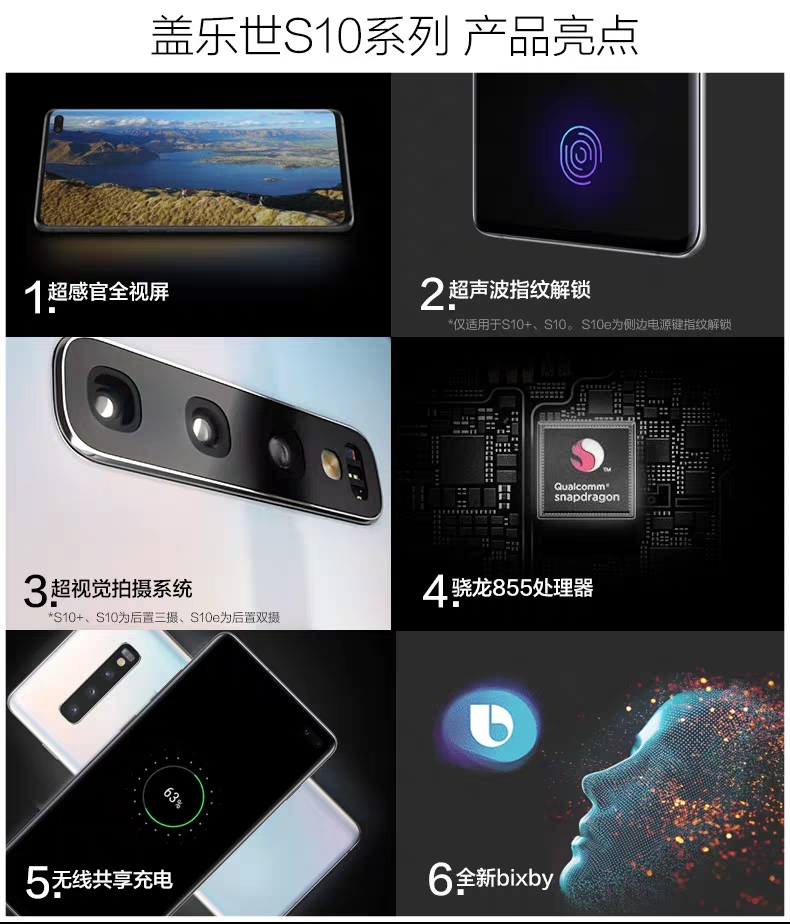 盖乐世S10系列 产品亮点
1.超感官全视屏
2.超声波指纹解锁
*仅适用于S10+、S10。 S10e为侧边电源键指纹解锁
3.超视觉拍摄系统
*S10+、S10为后置三摄、S10e为后置双摄
Qualcomm®
snapdragon
TM
4.骁龙855处理器
63%
5.无线共享充电
b
6.全新bixby